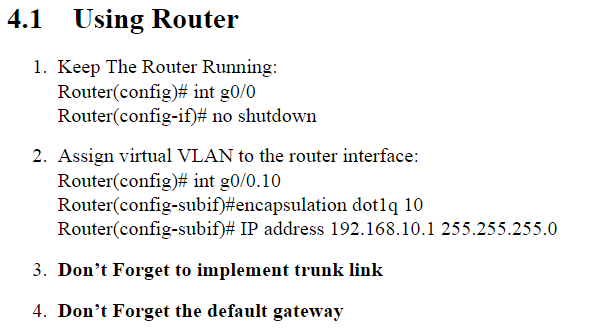 4.1 Using Router
1. Keep The Router Running:
Router(config)# int g0/0
Router(config-if)# no shutdown
2. Assign virtual VLAN to the router interface:
Router(config)# int g0/0.10
Router(config-subif)#encapsulation dot1q 10
Router(config-subif)# IP address 192.168.10.1 255.255.255.0
3. Don’t Forget to implement trunk link
4. Don’t Forget the default gateway